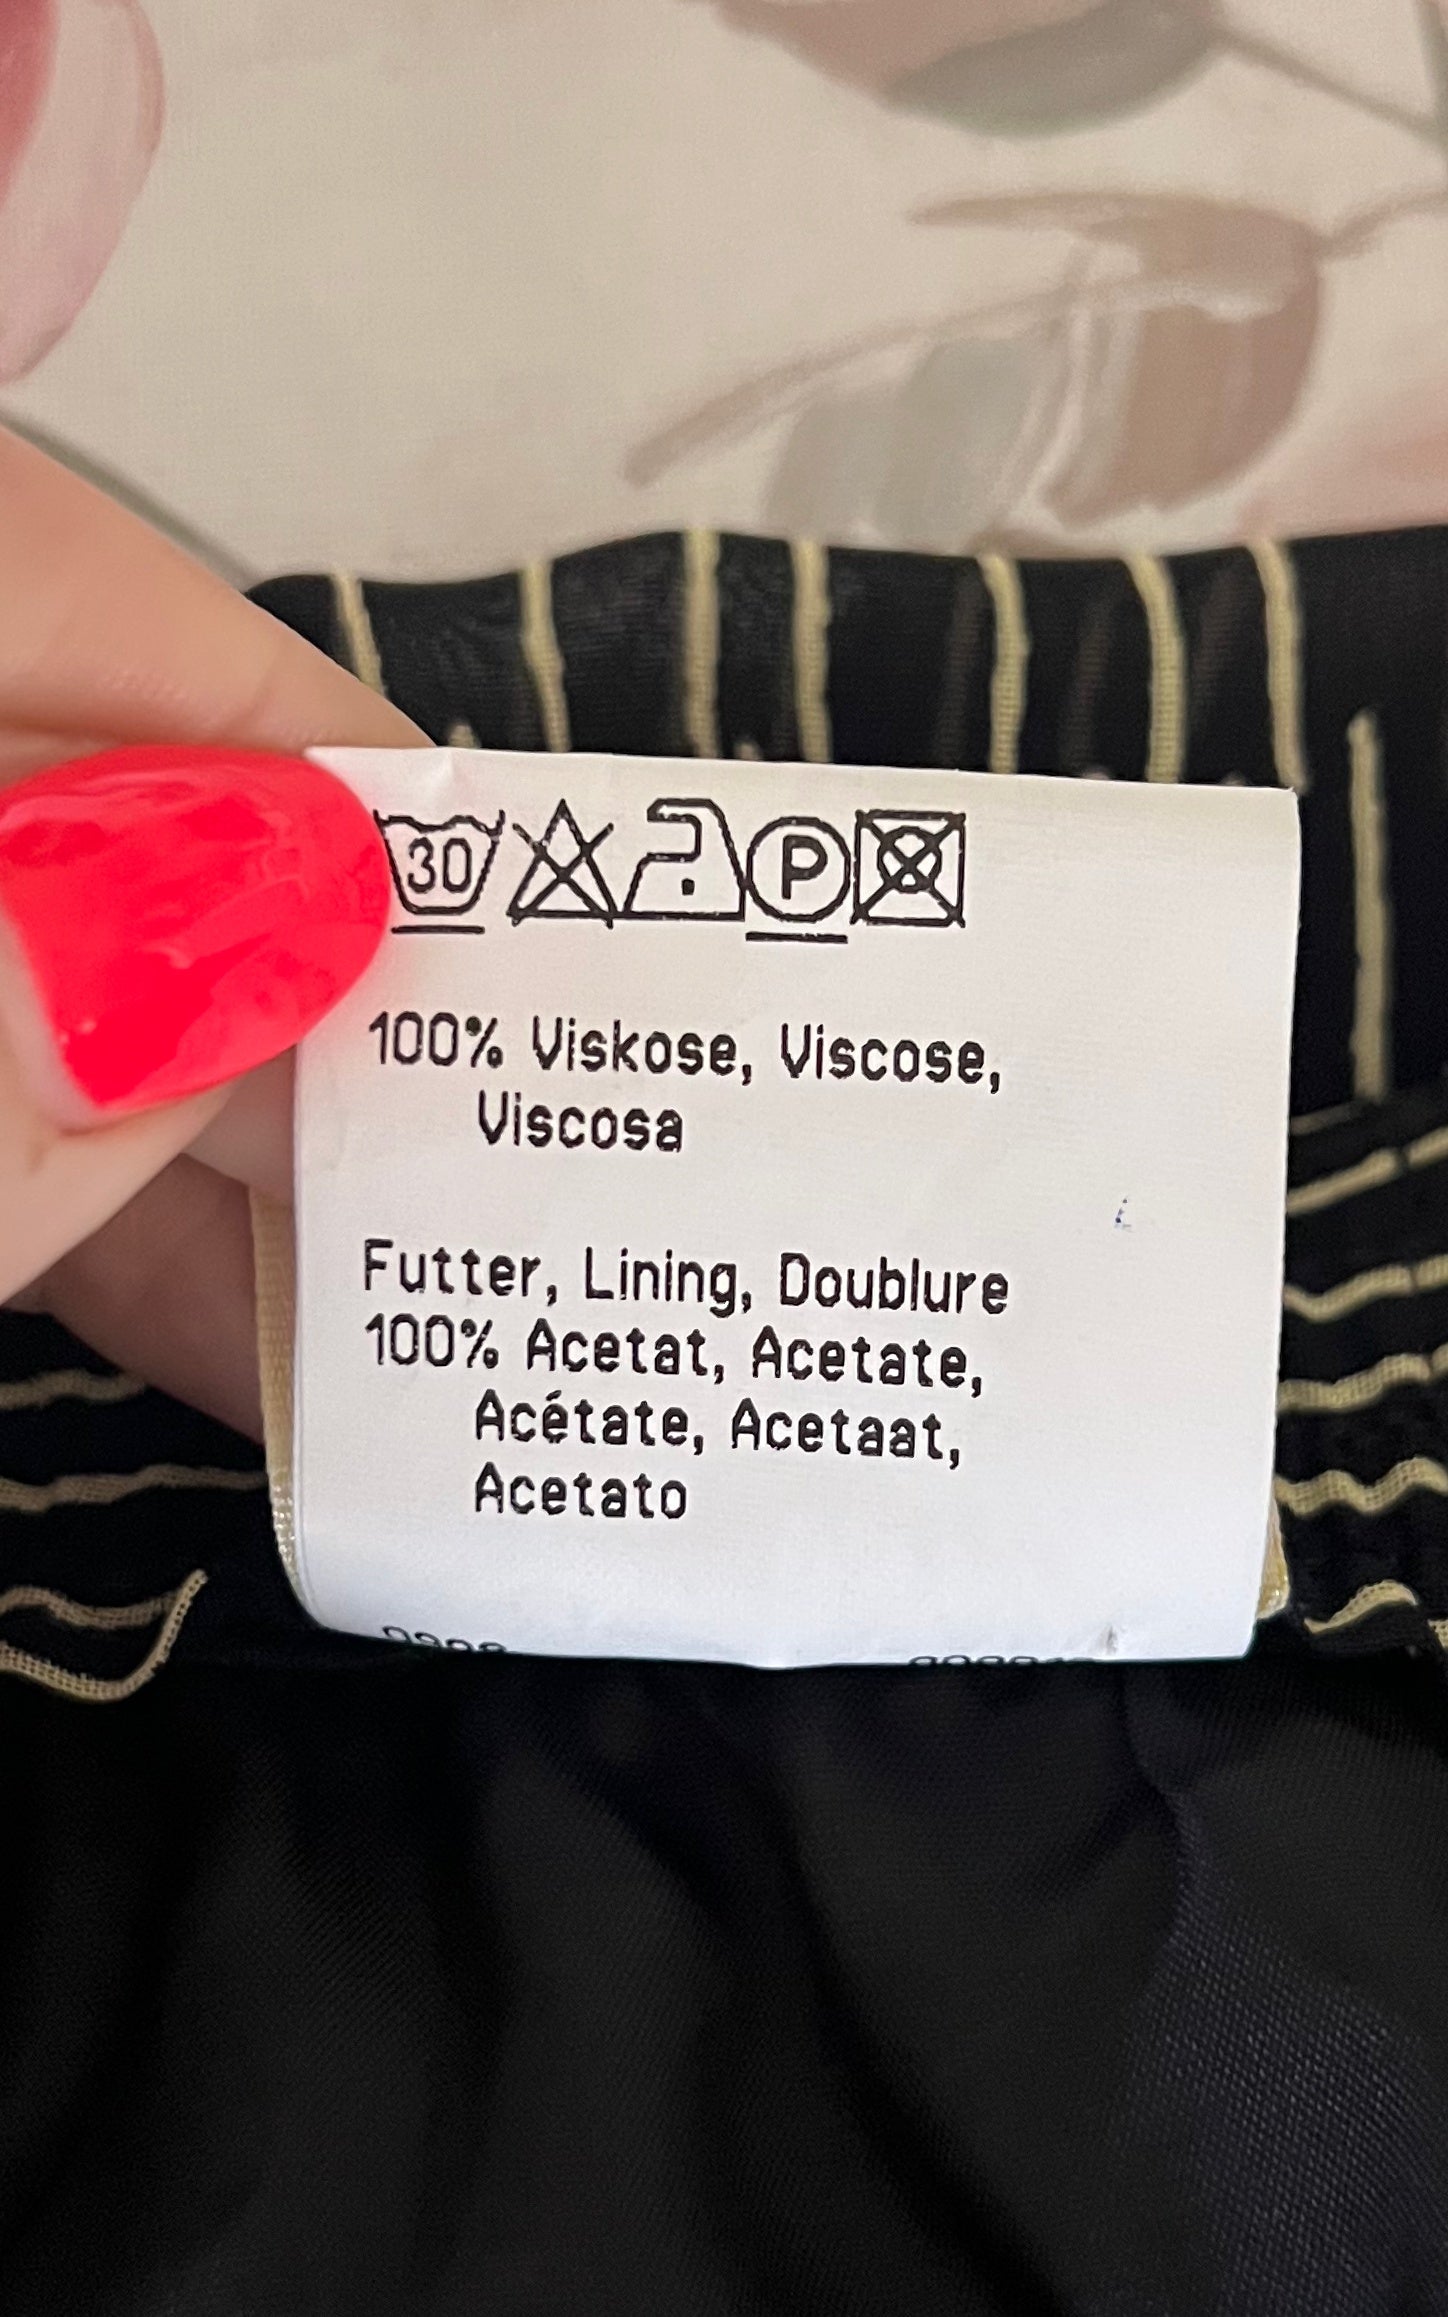 30 P
100% Viskose, Viscose,
Viscosa
Futter, Lining, Doublure
100% Acetat, Acetate,
Acétate, Acetaat,
Acetato